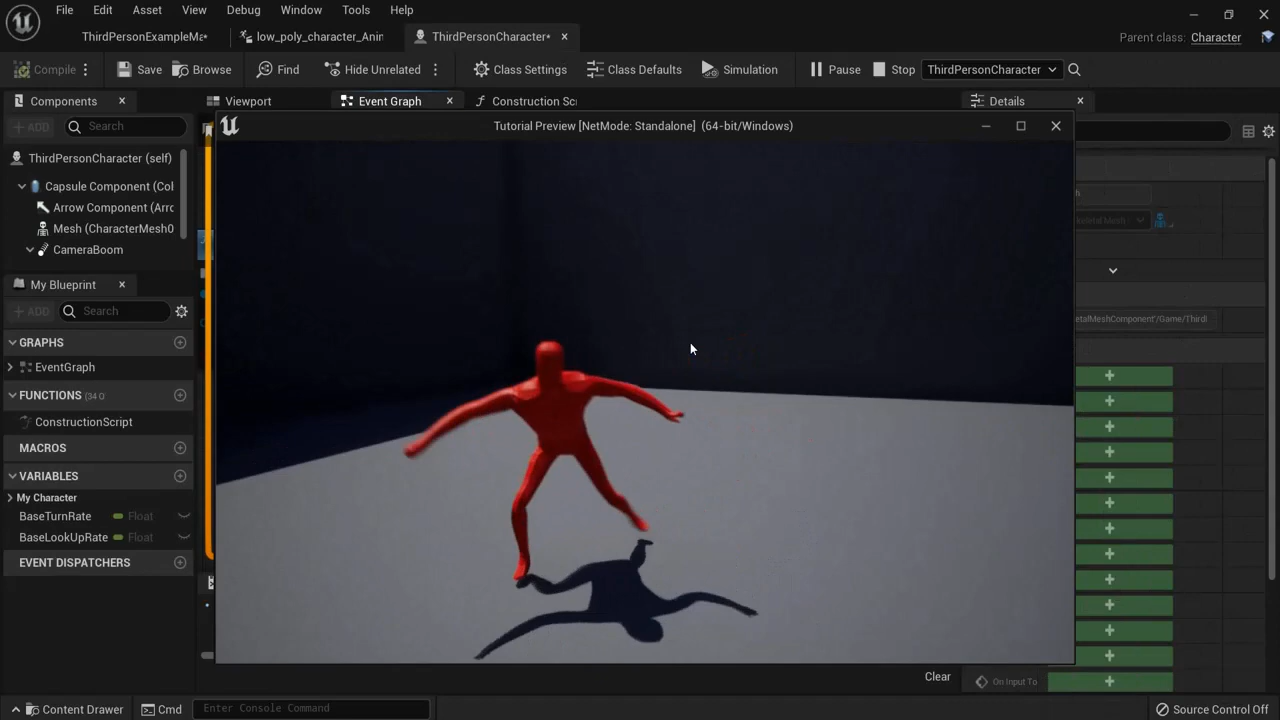 File Edit Asset View Debug Window Tools Help
ThirdPersonExampleMa* low_poly_character_Anin ThirdPersonCharacter*
Parent class: Character
Compile Save Browse Find Hide Unrelated Class Settings Class Defaults Simulation Pause Stop ThirdPersonCharacter
Components Viewport Event Graph Construction Sc Details
ADD Search
Tutorial Preview [NetMode: Standalone] (64-bit/Windows)
ThirdPersonCharacter (self)
Capsule Component (Col
Arrow Component (Arro
Mesh (CharacterMesh0
CameraBoom
My Blueprint
ADD Search
GRAPHS
EventGraph
etalMeshComponent'/Game/ThirdI
FUNCTIONS (34 O
ConstructionScript
MACROS
VARIABLES
My Character
BaseTurnRate Float
BaseLookUpRate Float
EVENT DISPATCHERS
Clear
On Input To
Content Drawer Cmd Enter Console Command Source Control Off